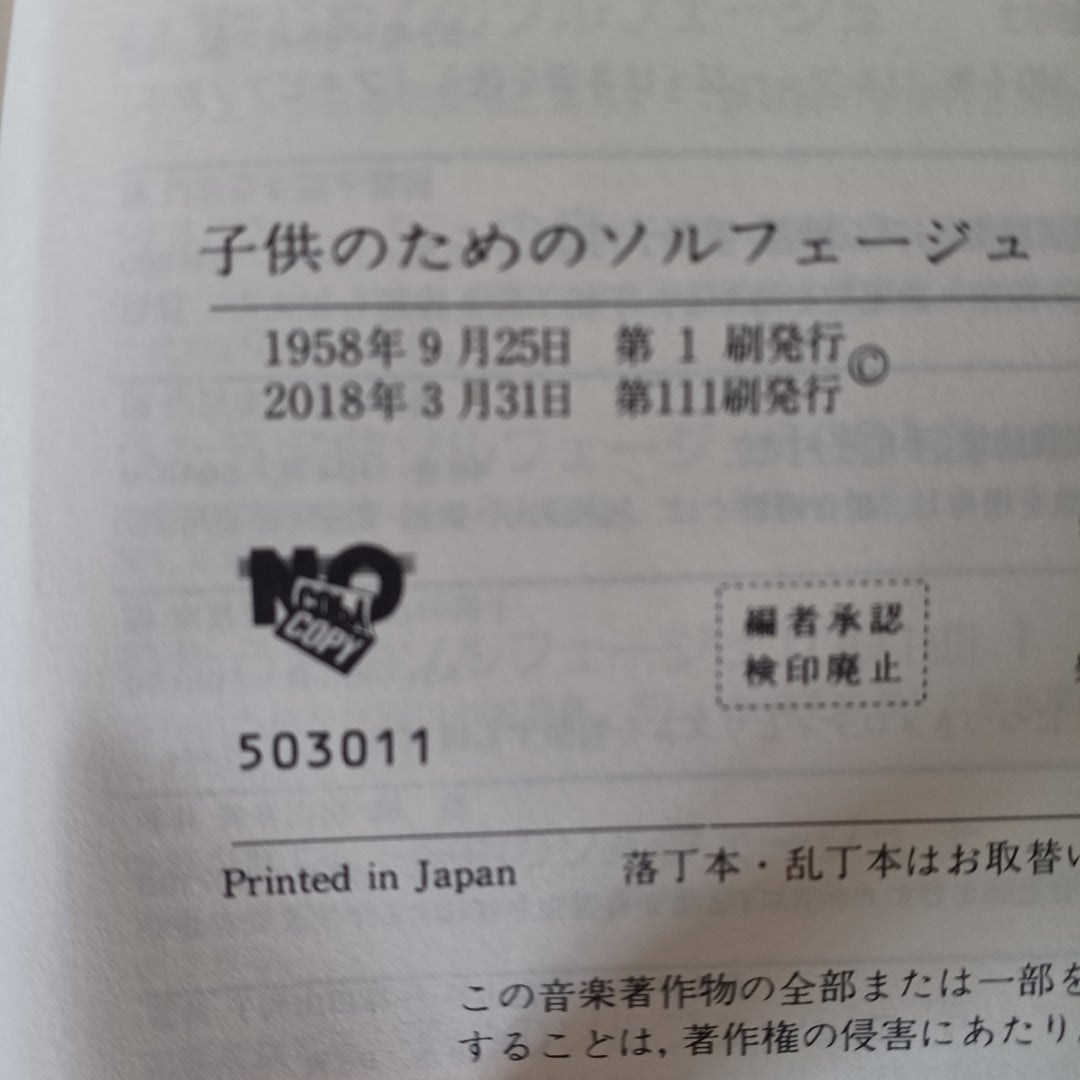 子供のためのソルフェージュ
1958年9月25日 第 1 刷発行
©
2018年3月31日 第111刷発行
NO
COPY
編者承認
検印廃止
503011
Printed in Japan 落丁本・乱丁本はお取替い
この音楽著作物の全部または一部を
することは,著作権の侵害にあたり